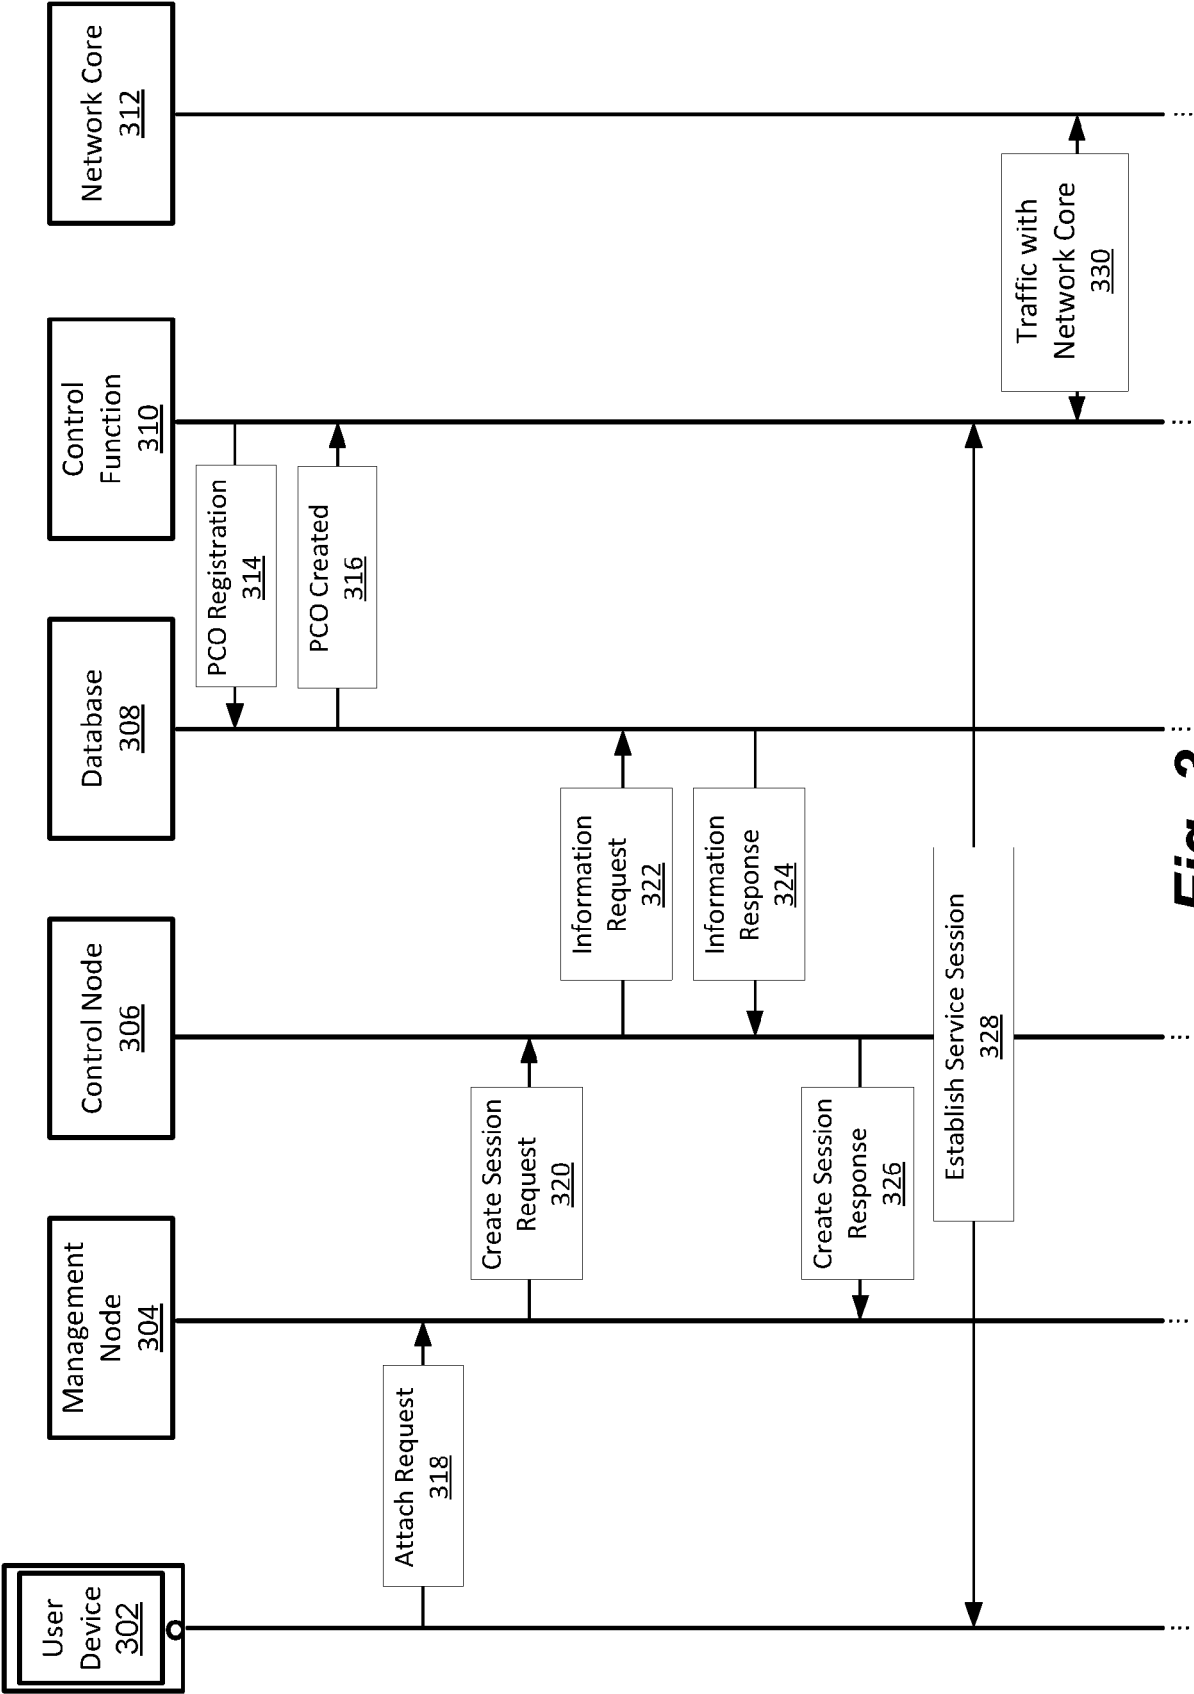 User
Device
302
Management
Node
304
Control Node
306
Database
308
Control
Function
310
Network Core
312
PCO Registration
314
PCO Created
316
Attach Request
318
Create Session
Request
320
Information
Request
322
Information
Response
324
Create Session
Response
326
Establish Service Session
328
Traffic with
Network Core
330
...
...
...
...
...
...
Fig.